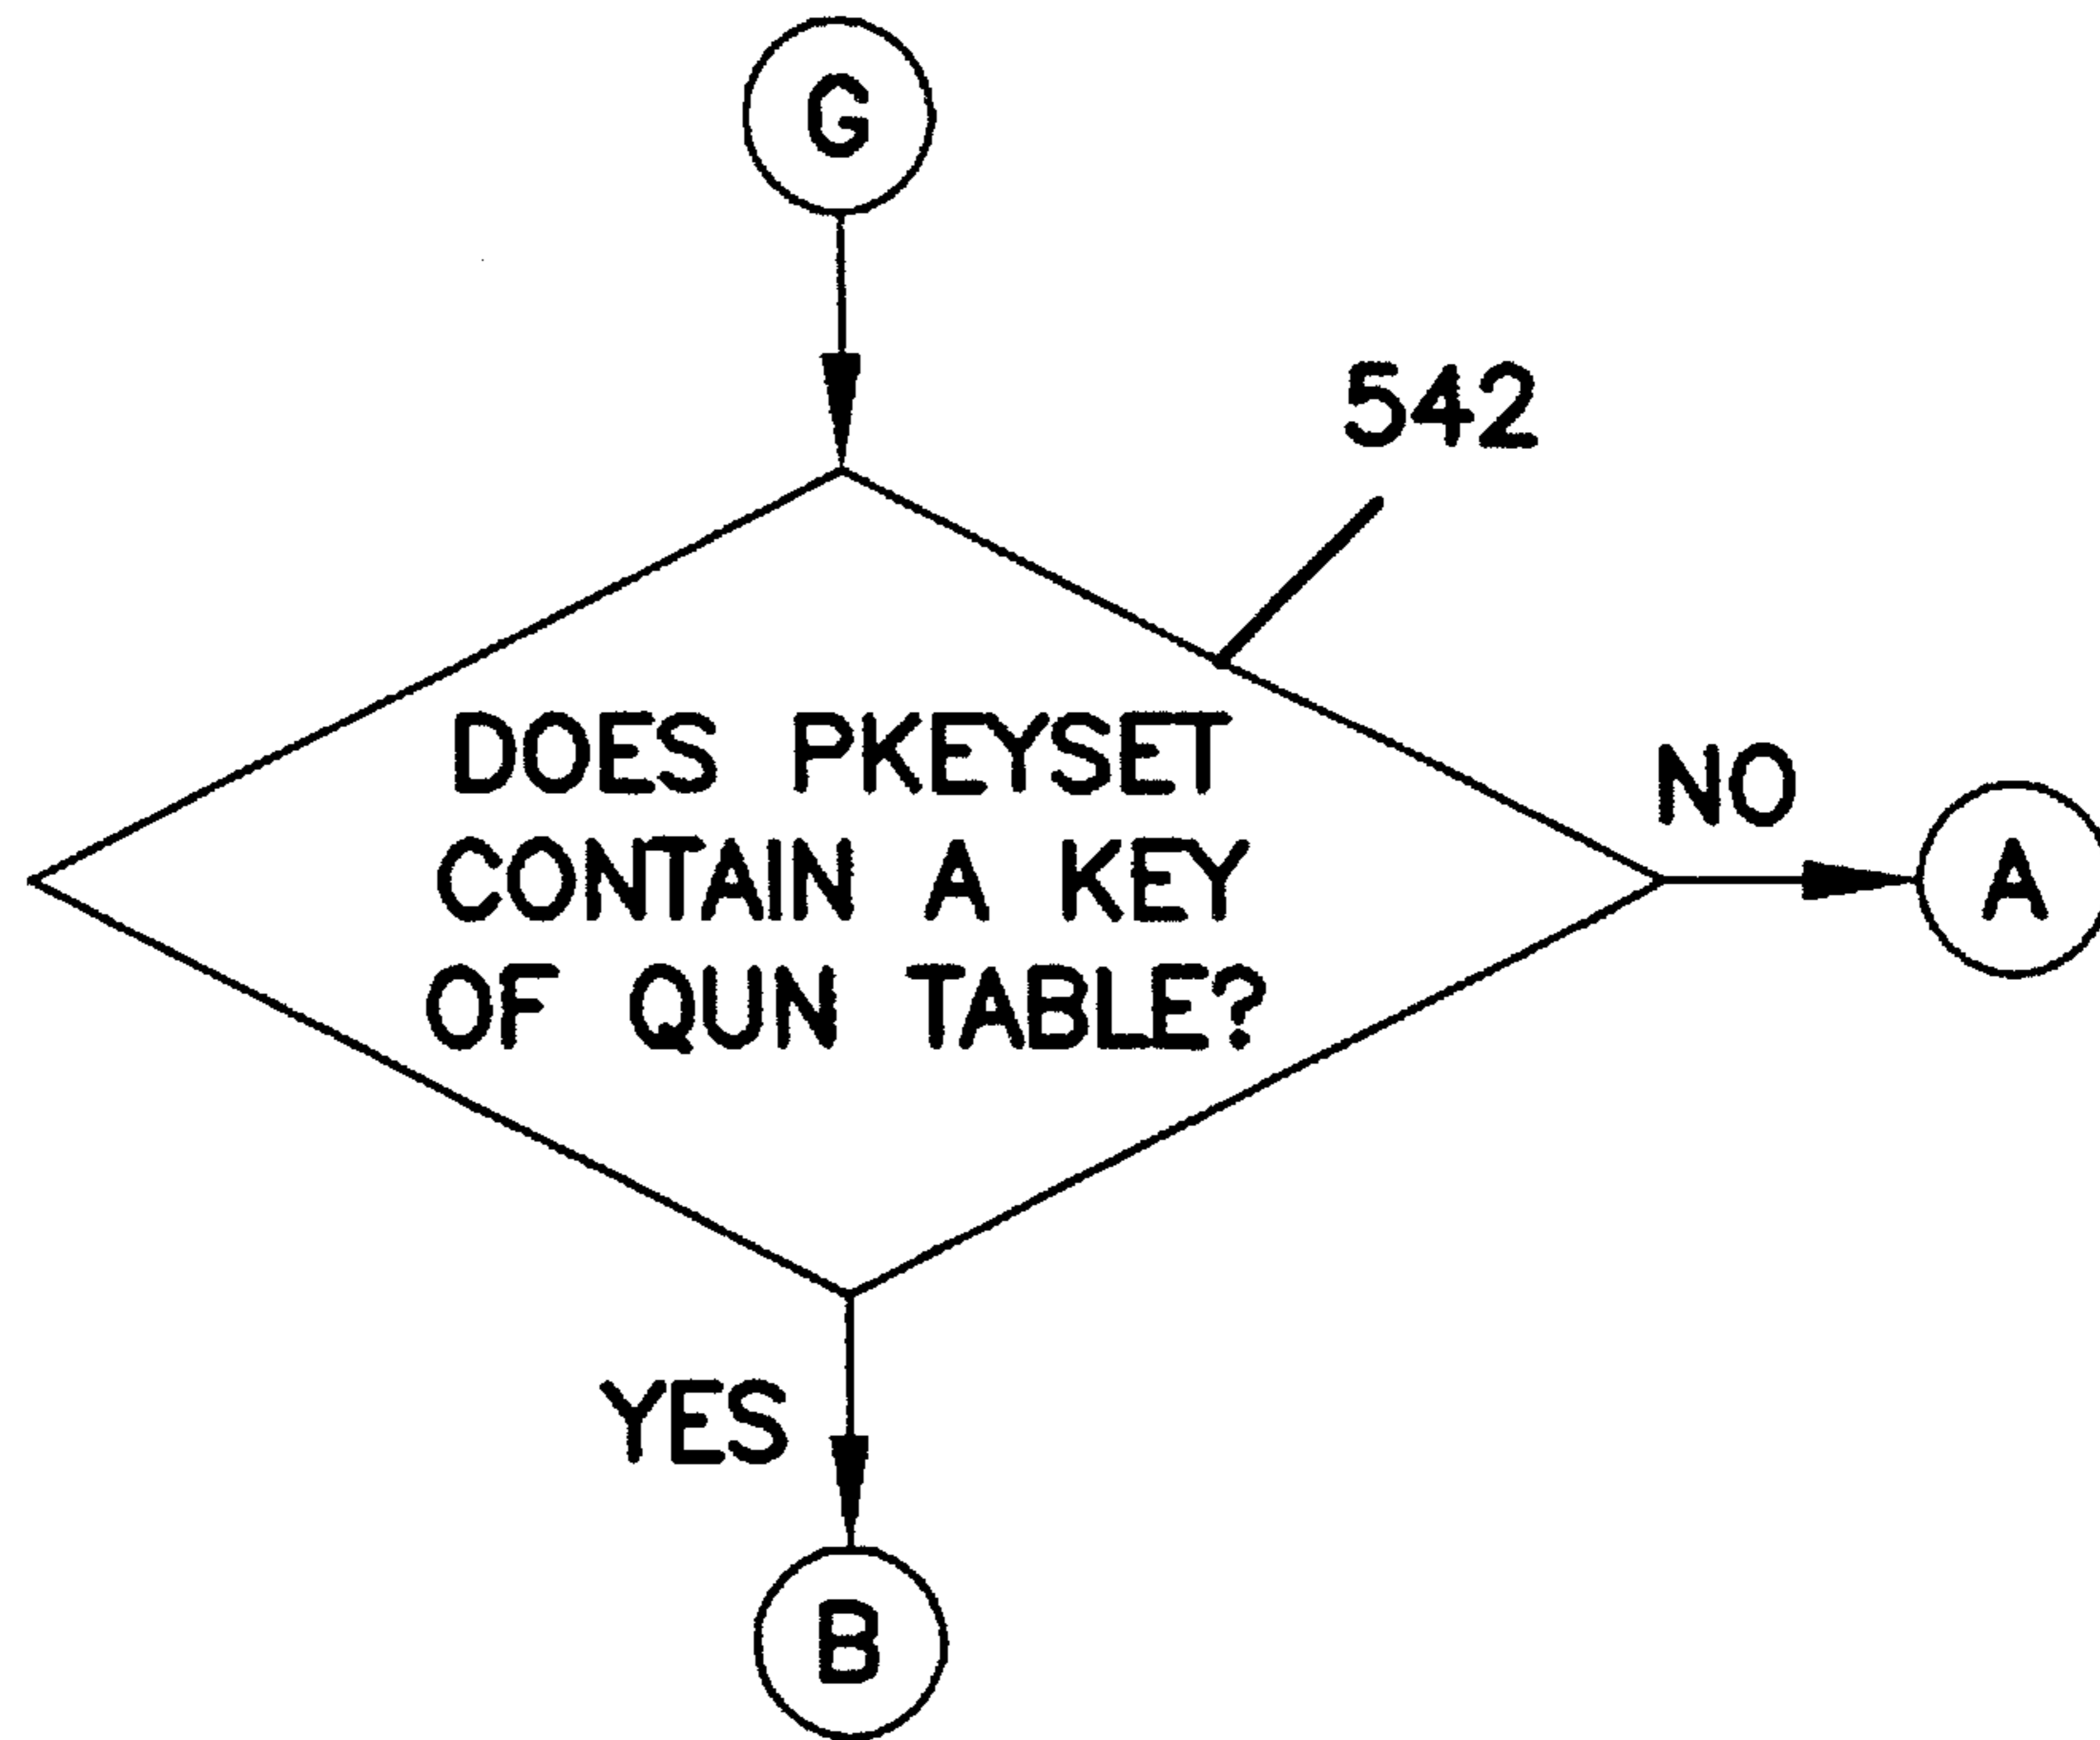 G
542
DOES PKEYSET
CONTAIN A KEY
OF QUN TABLE?
NO
A
YES
B